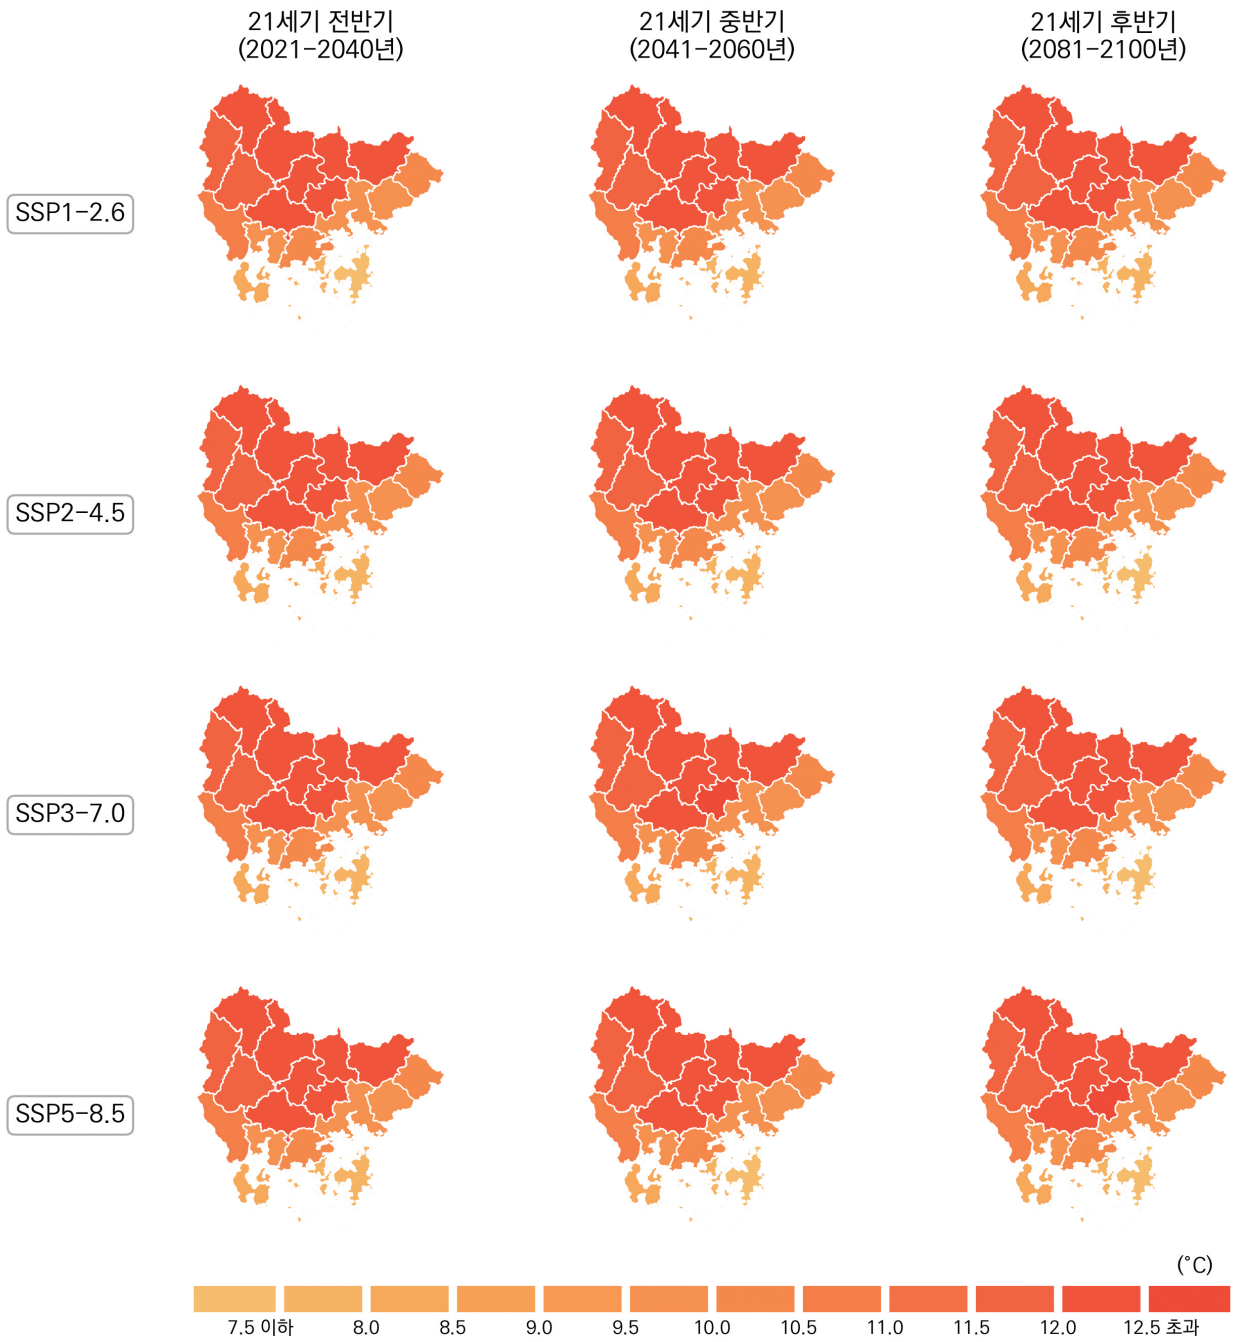 21세기 전반기
(2021-2040년)
21세기 중반기
(2041-2060년)
21세기 후반기
(2081-2100년)
SSP1-2.6
SSP2-4.5
SSP3-7.0
SSP5-8.5
(°C)
7.5 이하 8.0 8.5 9.0 9.5 10.0 10.5 11.0 11.5 12.0 12.5 초과